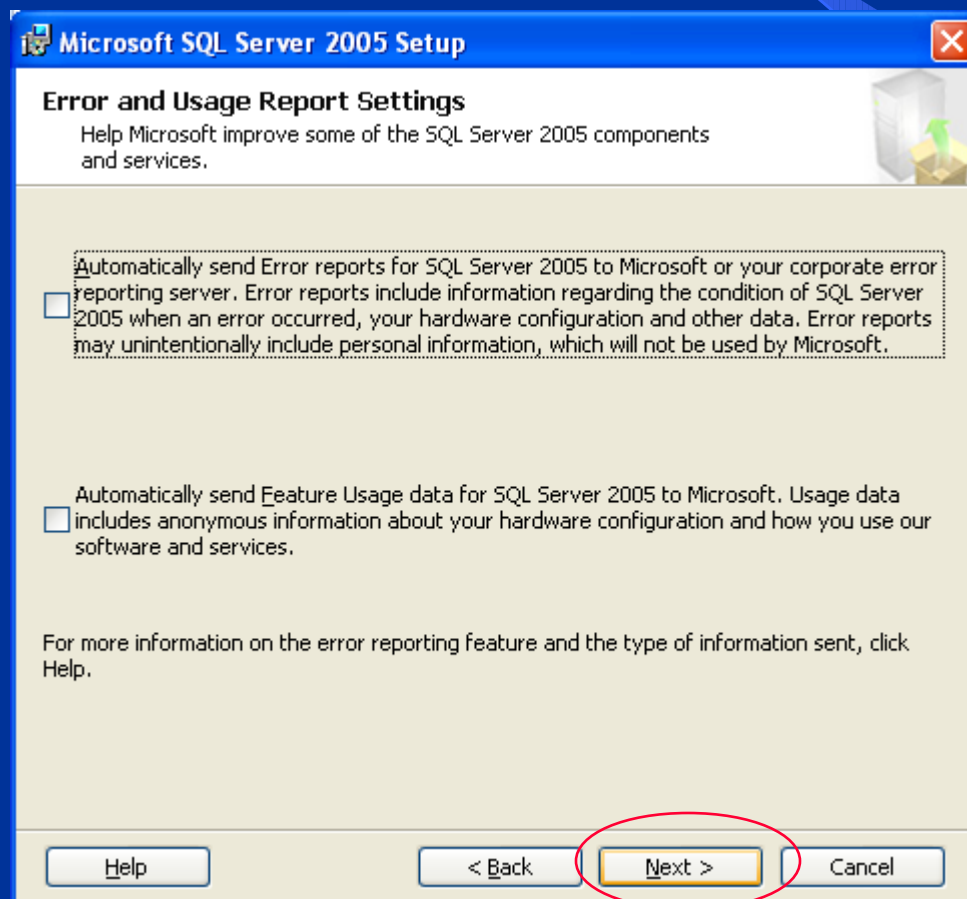 Microsoft SQL Server 2005 Setup
Error and Usage Report Settings
Help Microsoft improve some of the SQL Server 2005 components
and services.
Automatically send Error reports for SQL Server 2005 to Microsoft or your corporate error
reporting server. Error reports include information regarding the condition of SQL Server
2005 when an error occurred, your hardware configuration and other data. Error reports
may unintentionally include personal information, which will not be used by Microsoft.
Automatically send Feature Usage data for SQL Server 2005 to Microsoft. Usage data
includes anonymous information about your hardware configuration and how you use our
software and services.
For more information on the error reporting feature and the type of information sent, click
Help.
Help < Back Next > Cancel